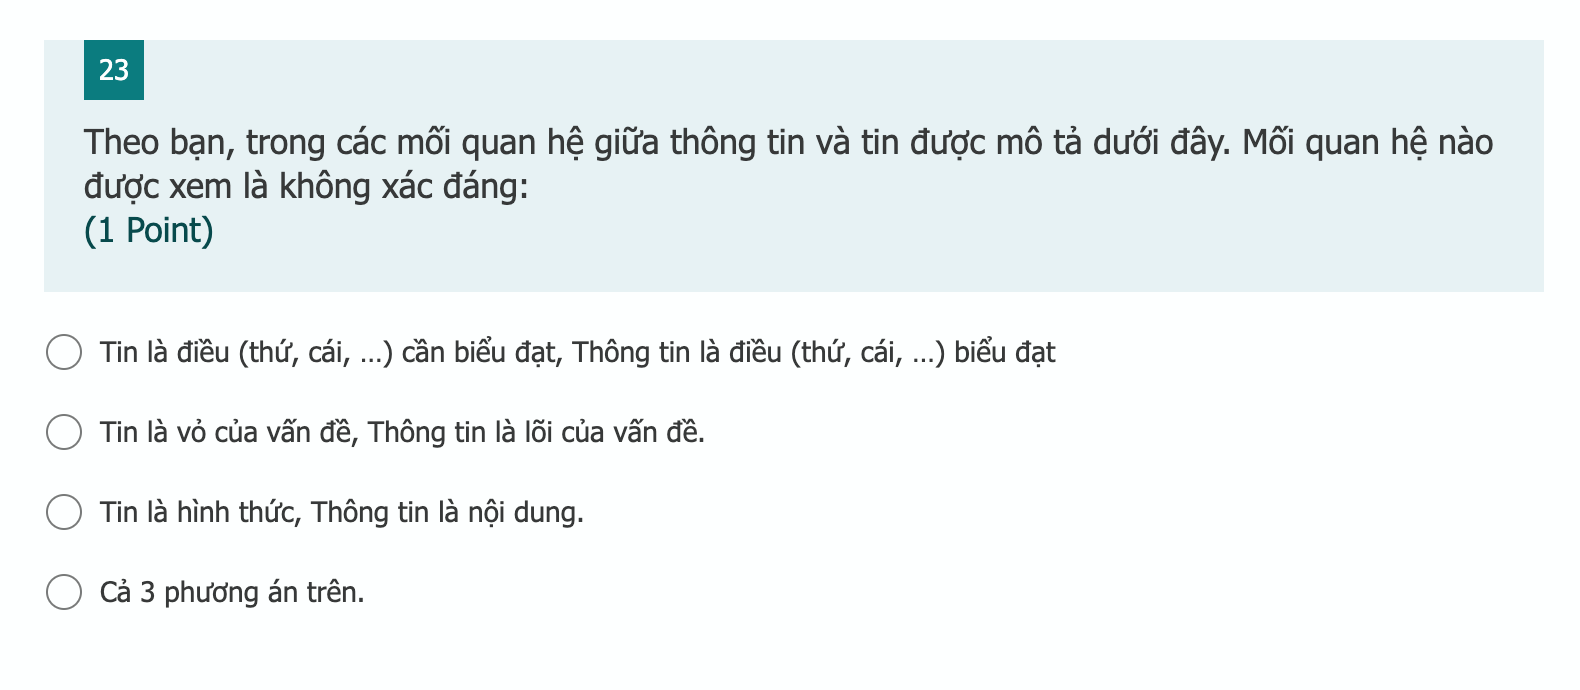 23
Theo bạn, trong các mối quan hệ giữa thông tin và tin được mô tả dưới đây. Mối quan hệ nào
được xem là không xác đáng:
(1 Point)
Tin là điều (thứ, cái, ...) cần biểu đạt, Thông tin là điều (thứ, cái, ...) biểu đạt
Tin là vỏ của vấn đề, Thông tin là lõi của vấn đề.
Tin là hình thức, Thông tin là nội dung.
Cả 3 phương án trên.